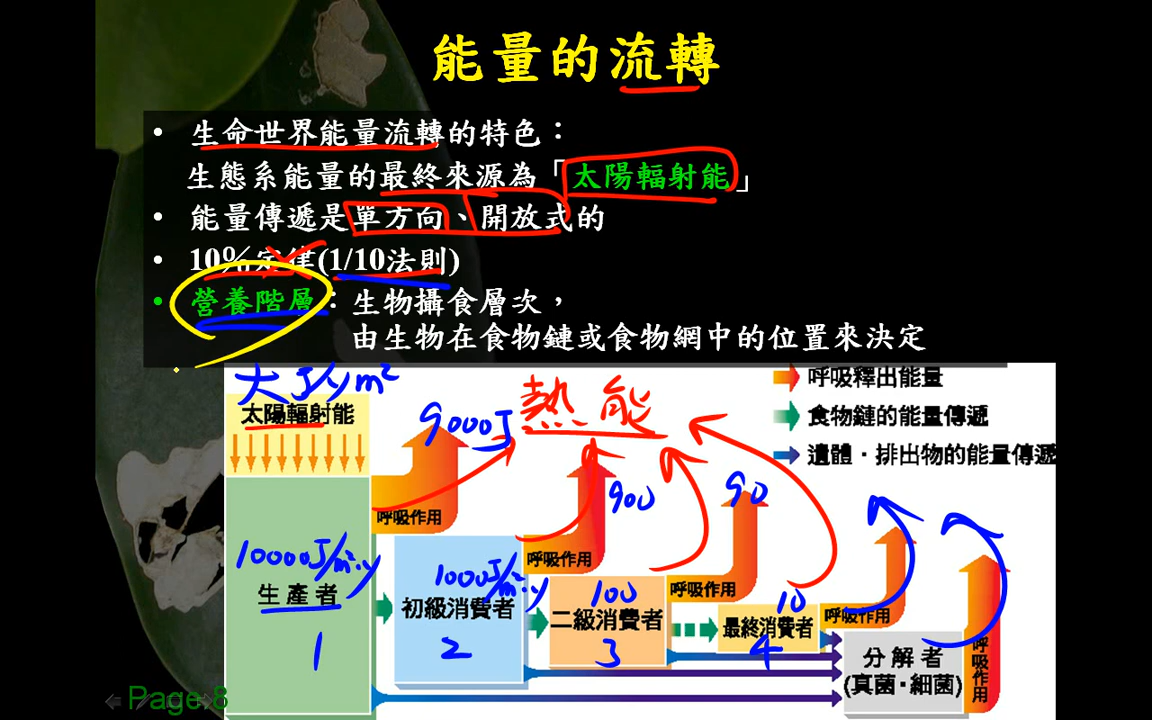 能量的流轉
• 生命世界能量流轉的特色：
生態系能量的最終來源為「太陽輻射能」
• 能量傳遞是單方向、開放式的
• 10%定律(1/10法則)
• 營養階層：生物攝食層次，
由生物在食物鏈或食物網中的位置來決定
大 J/y m²
太陽輻射能
9000J
熱能
呼吸釋出能量
食物鏈的能量傳遞
遺體·排出物的能量傳遞
900
90
呼吸作用
呼吸作用
呼吸作用
呼吸作用
呼吸作用
10000J/m²·y
生產者
1
1000J/m²·y
初級消費者
2
100
二級消費者
3
10
最終消費者
4
分解者
(真菌·細菌)
Page 8